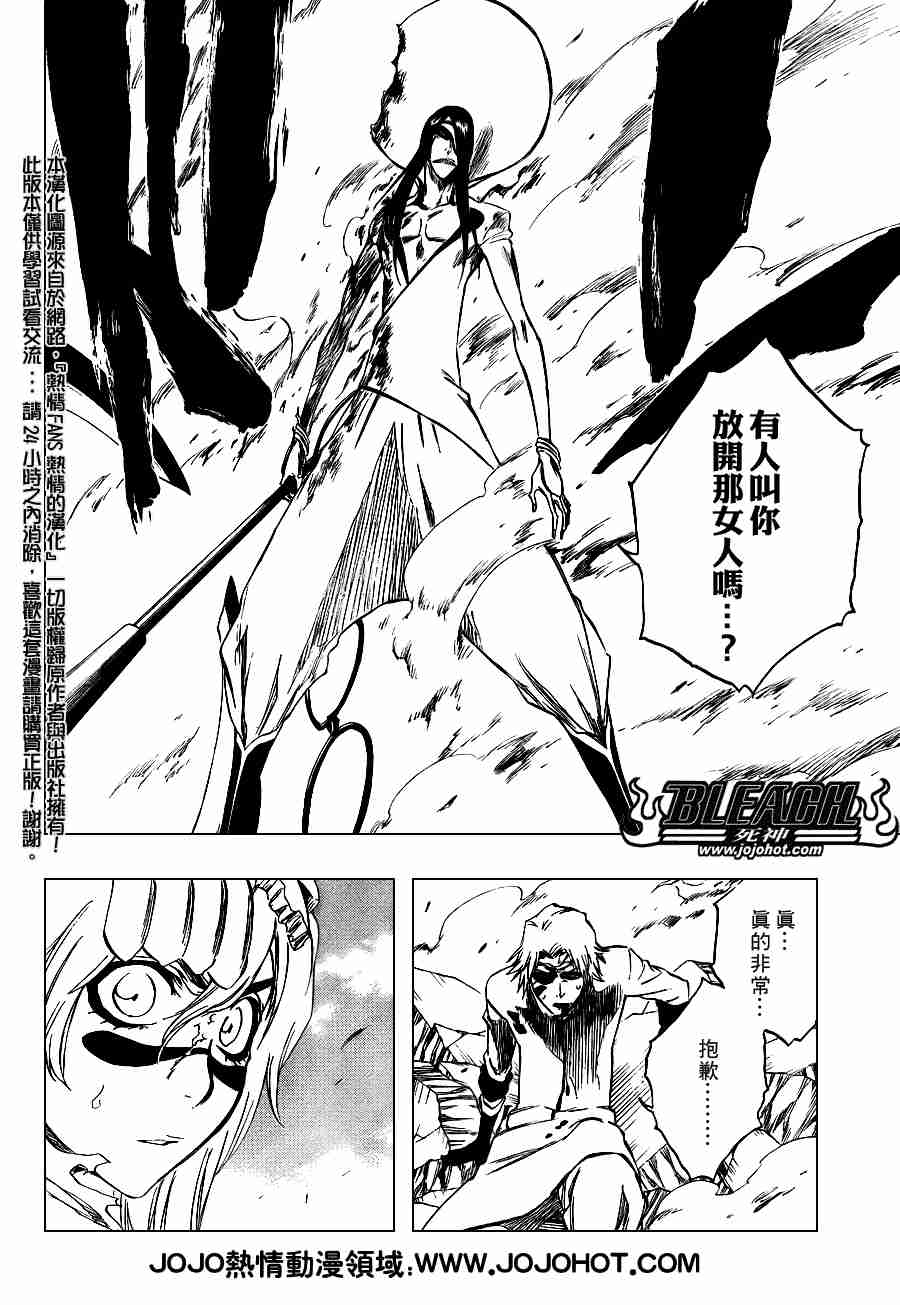 有人叫你
放開那女人嗎…？
BLEACH
死神
www.jojohot.com
眞…
眞的非常…
抱歉………
本漢化圖源來自於網路，『熱情FANS 熱情的漢化』一切版權歸原作者與出版社擁有！
此版本僅供學習試看交流… 請24小時之內消除，喜歡這套漫畫請購買正版！謝謝。
JOJO熱情動漫領域:WWW.JOJOHOT.COM